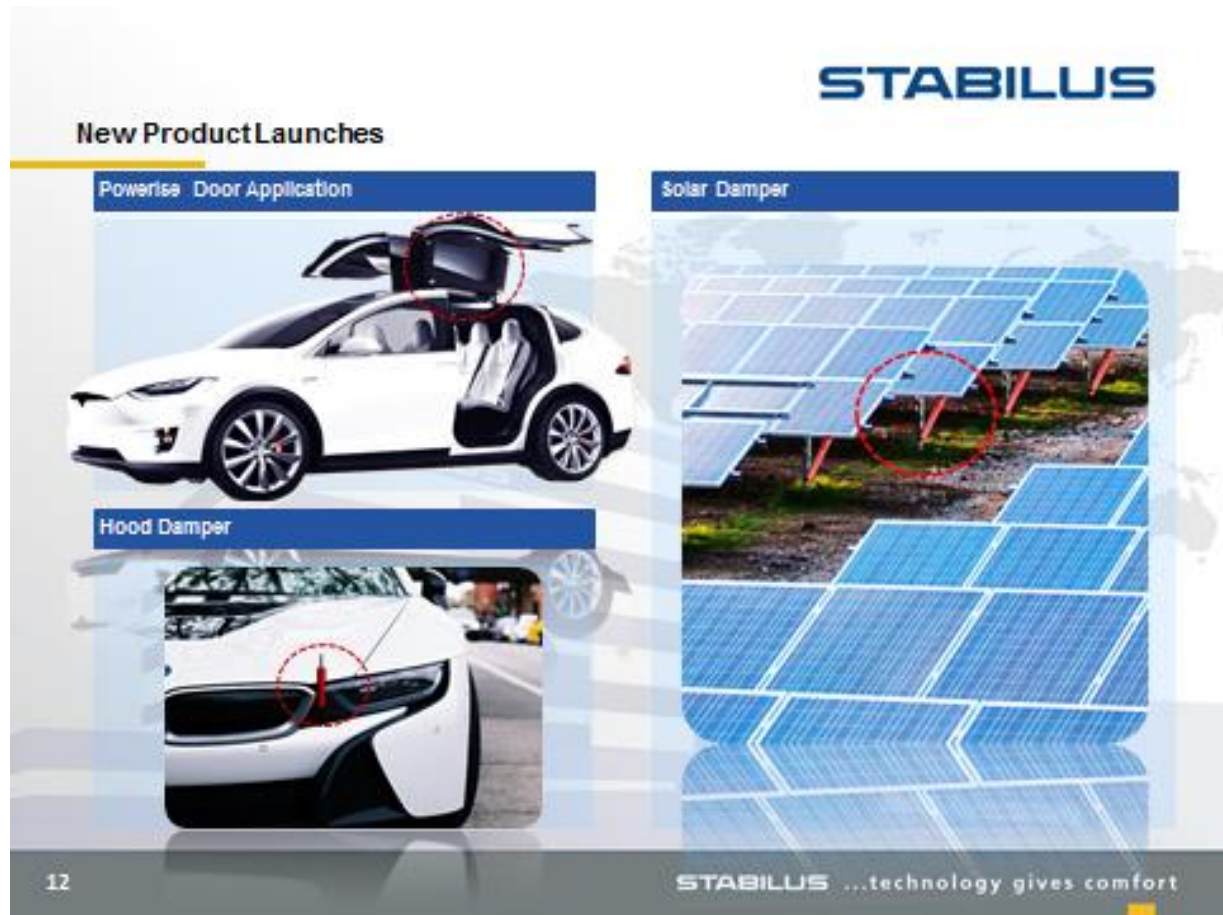 STABILUS
New Product Launches
Powerise Door Application
Solar Damper
Hood Damper
12
STABILUS ...technology gives comfort